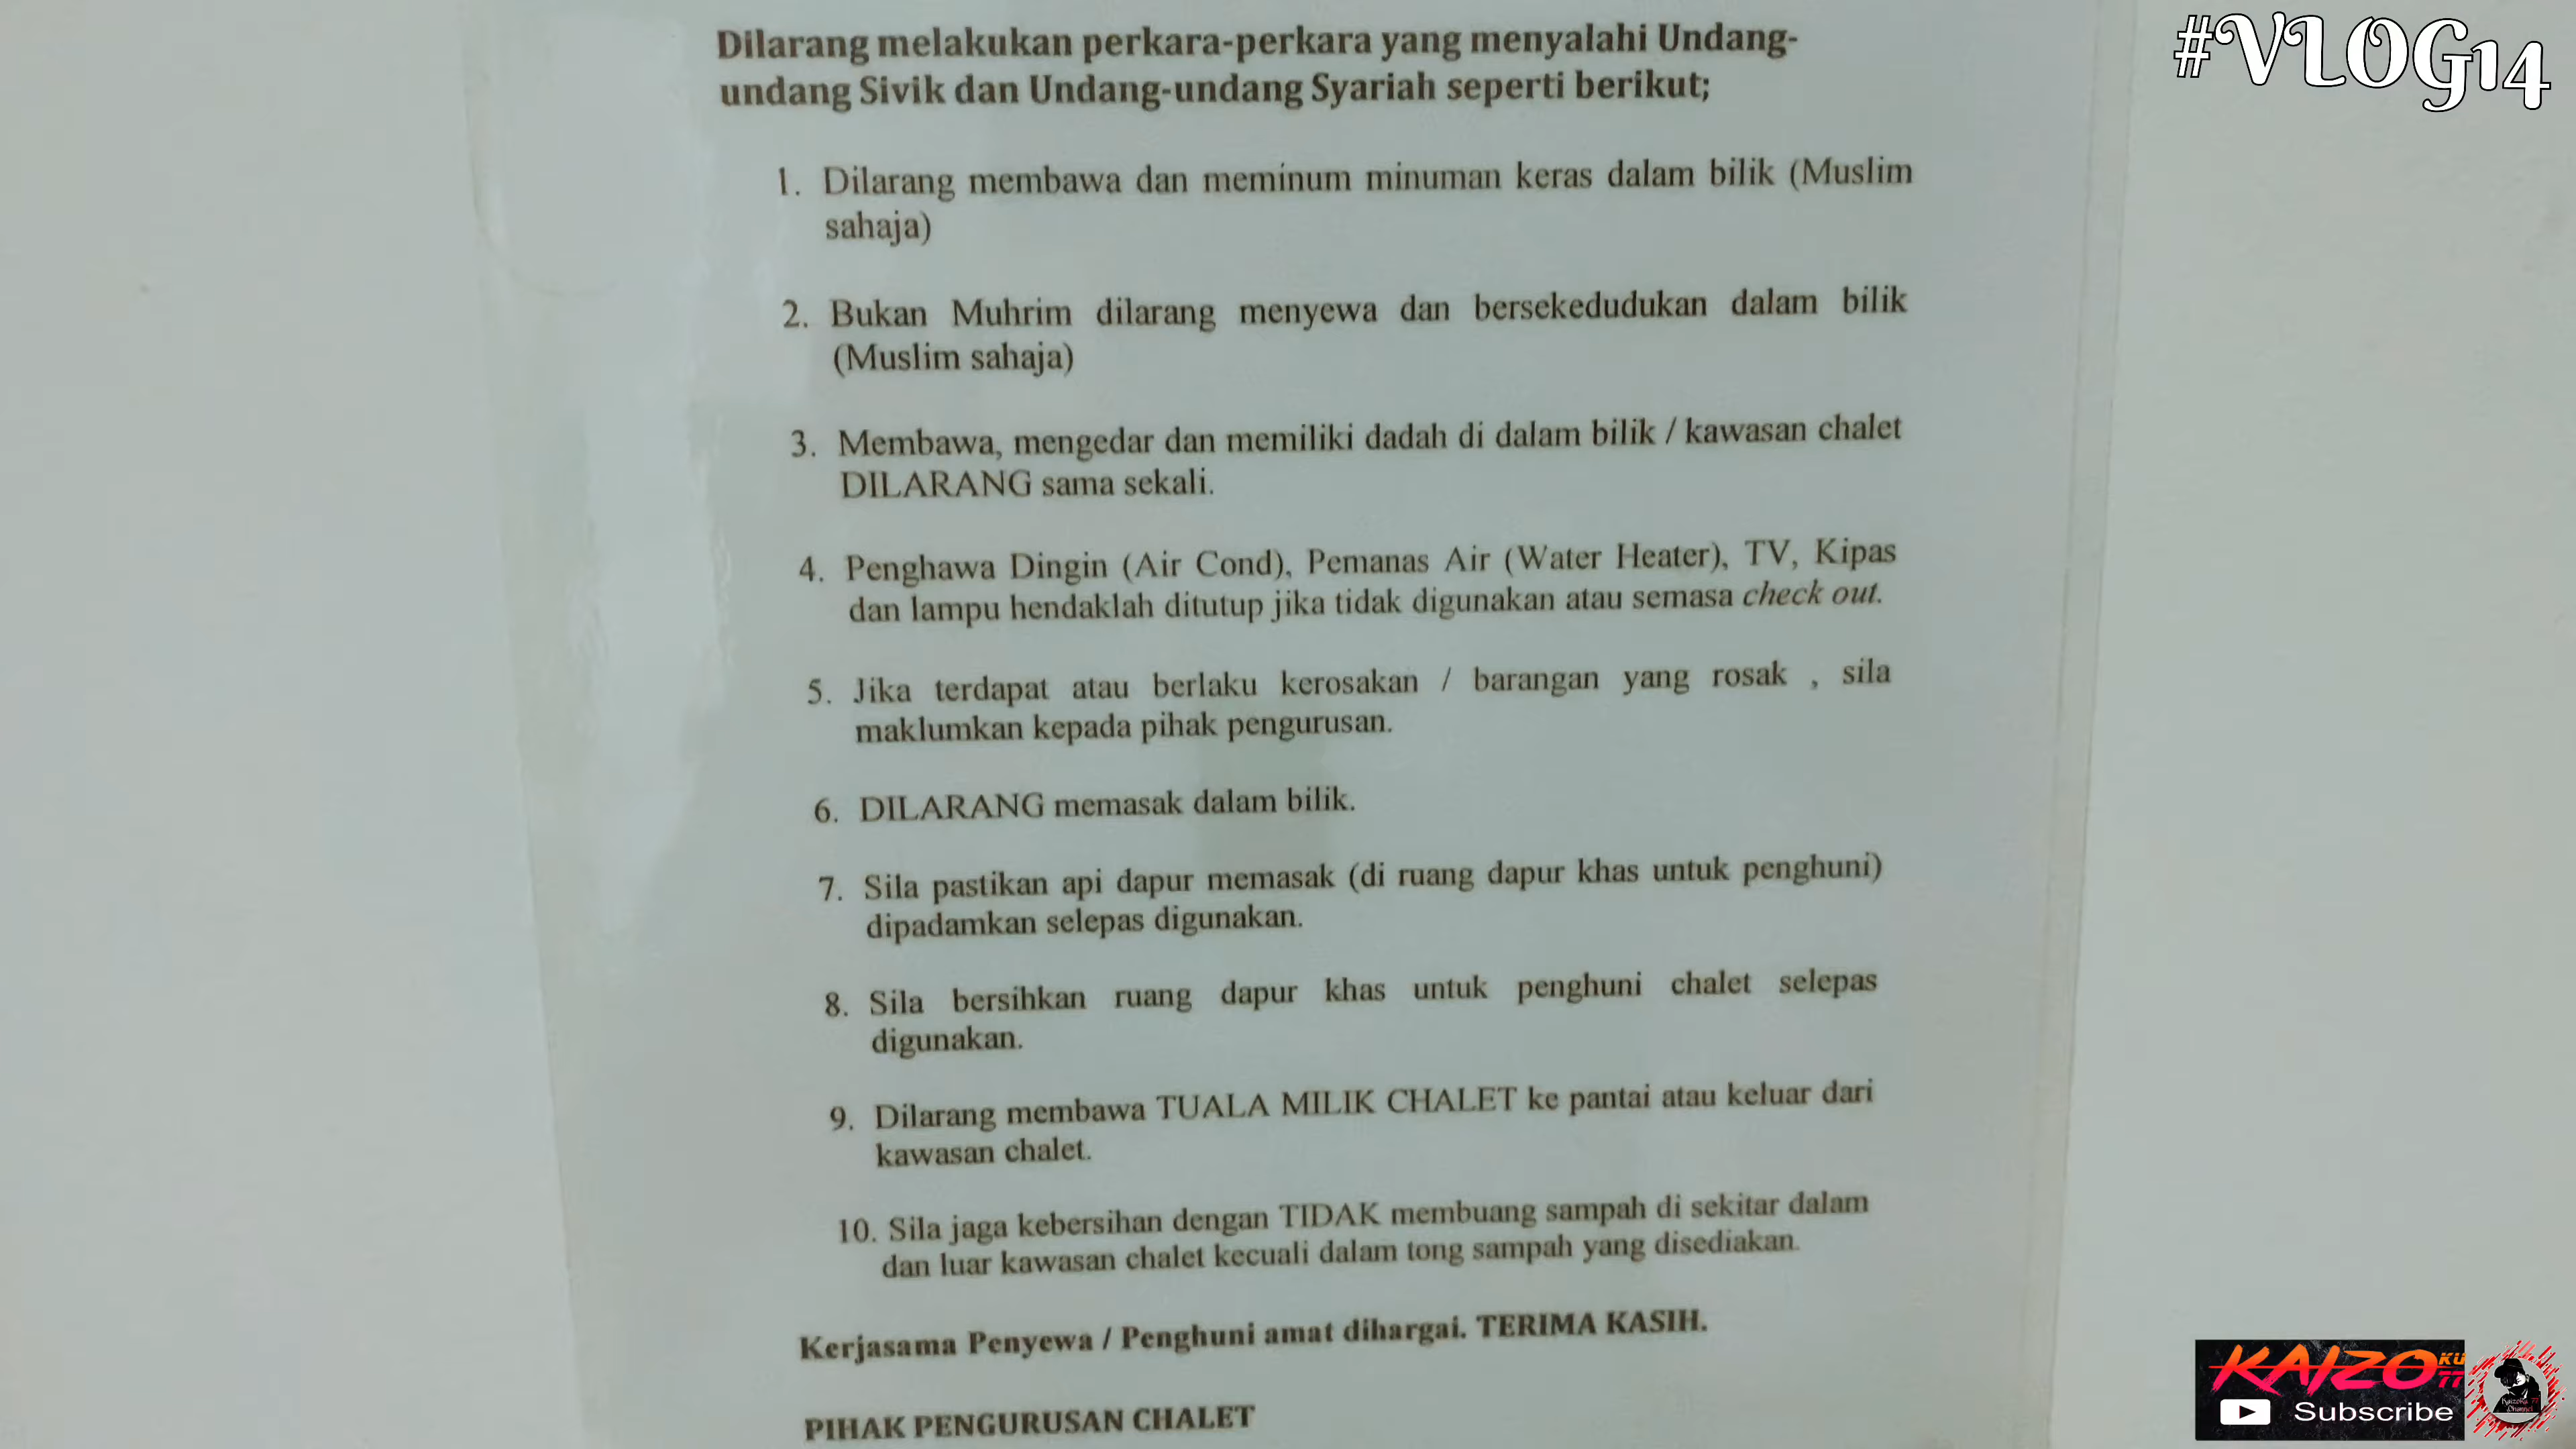 #VLOG14
Dilarang melakukan perkara-perkara yang menyalahi Undang-
undang Sivik dan Undang-undang Syariah seperti berikut;
1. Dilarang membawa dan meminum minuman keras dalam bilik (Muslim
sahaja)
2. Bukan Muhrim dilarang menyewa dan bersekedudukan dalam bilik
(Muslim sahaja)
3. Membawa, mengedar dan memiliki dadah di dalam bilik / kawasan chalet
DILARANG sama sekali.
4. Penghawa Dingin (Air Cond), Pemanas Air (Water Heater), TV, Kipas
dan lampu hendaklah ditutup jika tidak digunakan atau semasa check out.
5. Jika terdapat atau berlaku kerosakan / barangan yang rosak , sila
maklumkan kepada pihak pengurusan.
6. DILARANG memasak dalam bilik.
7. Sila pastikan api dapur memasak (di ruang dapur khas untuk penghuni)
dipadamkan selepas digunakan.
8. Sila bersihkan ruang dapur khas untuk penghuni chalet selepas
digunakan.
9. Dilarang membawa TUALA MILIK CHALET ke pantai atau keluar dari
kawasan chalet.
10. Sila jaga kebersihan dengan TIDAK membuang sampah di sekitar dalam
dan luar kawasan chalet kecuali dalam tong sampah yang disediakan.
Kerjasama Penyewa / Penghuni amat dihargai. TERIMA KASIH.
PIHAK PENGURUSAN CHALET
KAIZO KU 77
Subscribe